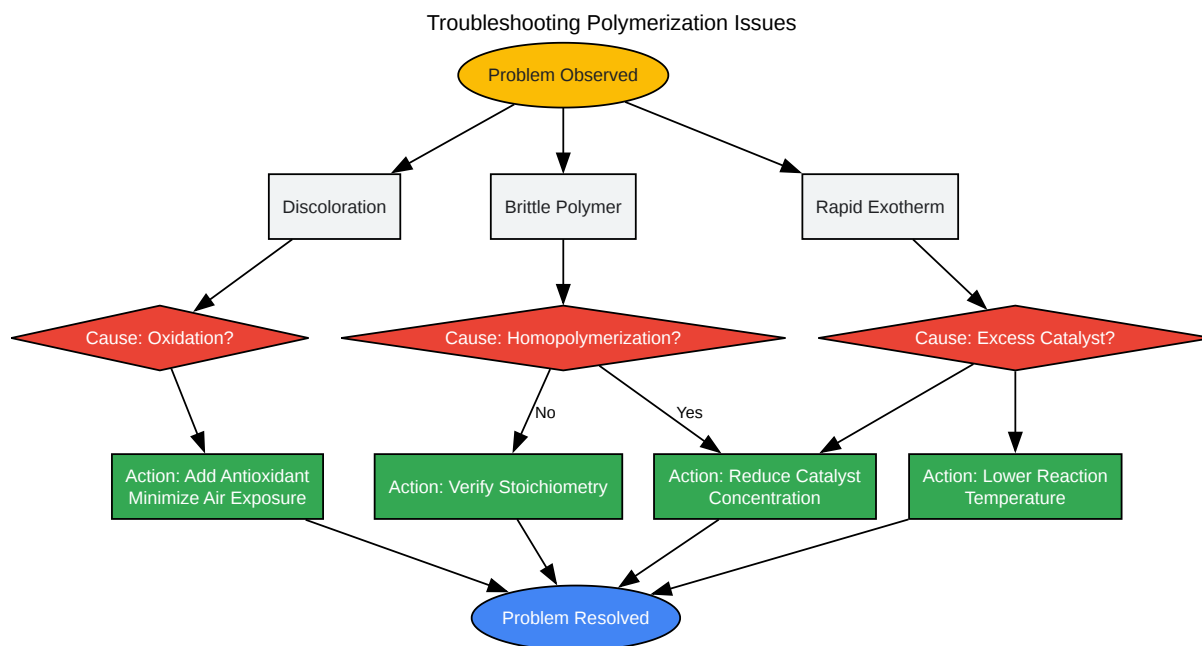 Troubleshooting Polymerization Issues
Problem Observed
Discoloration
Brittle Polymer
Rapid Exotherm
Cause: Oxidation?
Cause: Homopolymerization?
Cause: Excess Catalyst?
No
Yes
Action: Add Antioxidant
Minimize Air Exposure
Action: Verify Stoichiometry
Action: Reduce Catalyst
Concentration
Action: Lower Reaction
Temperature
Problem Resolved